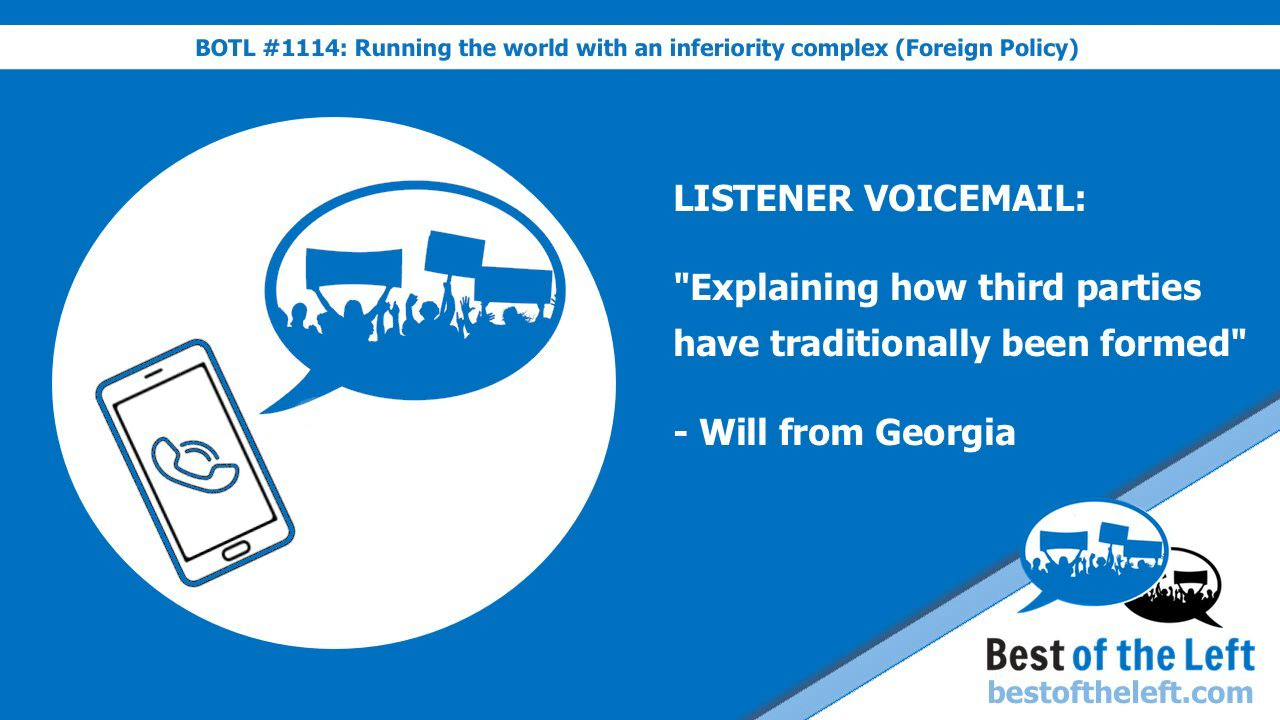 BOTL #1114: Running the world with an inferiority complex (Foreign Policy)
LISTENER VOICEMAIL:
"Explaining how third parties
have traditionally been formed"
- Will from Georgia
Best of the Left
bestoftheleft.com